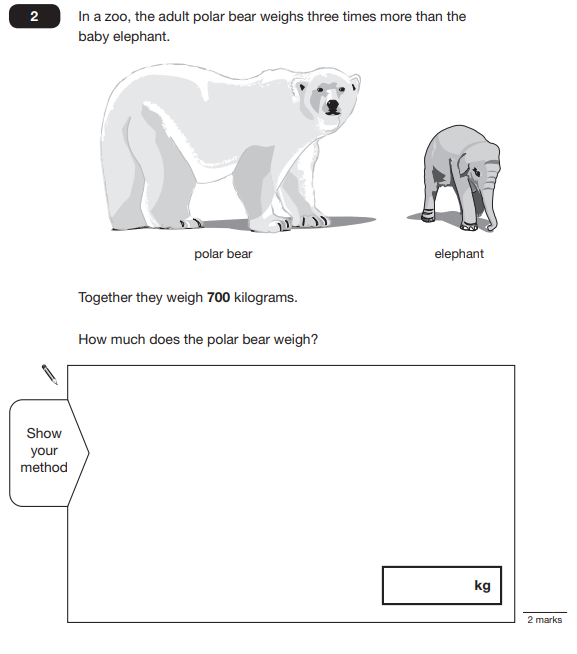 2
In a zoo, the adult polar bear weighs three times more than the
baby elephant.
polar bear
elephant
Together they weigh 700 kilograms.
How much does the polar bear weigh?
Show
your
method
kg
2 marks